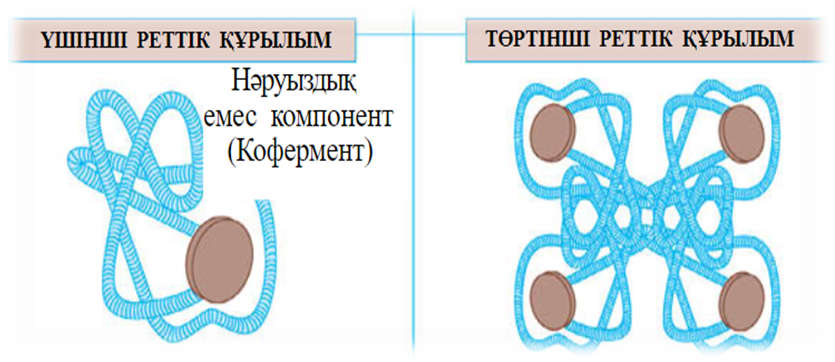 ҮШІНШІ РЕТТІК ҚҰРЫЛЫМ
Нәруыздық
емес компонент
(Кофермент)
ТӨРТІНШІ РЕТТІК ҚҰРЫЛЫМ